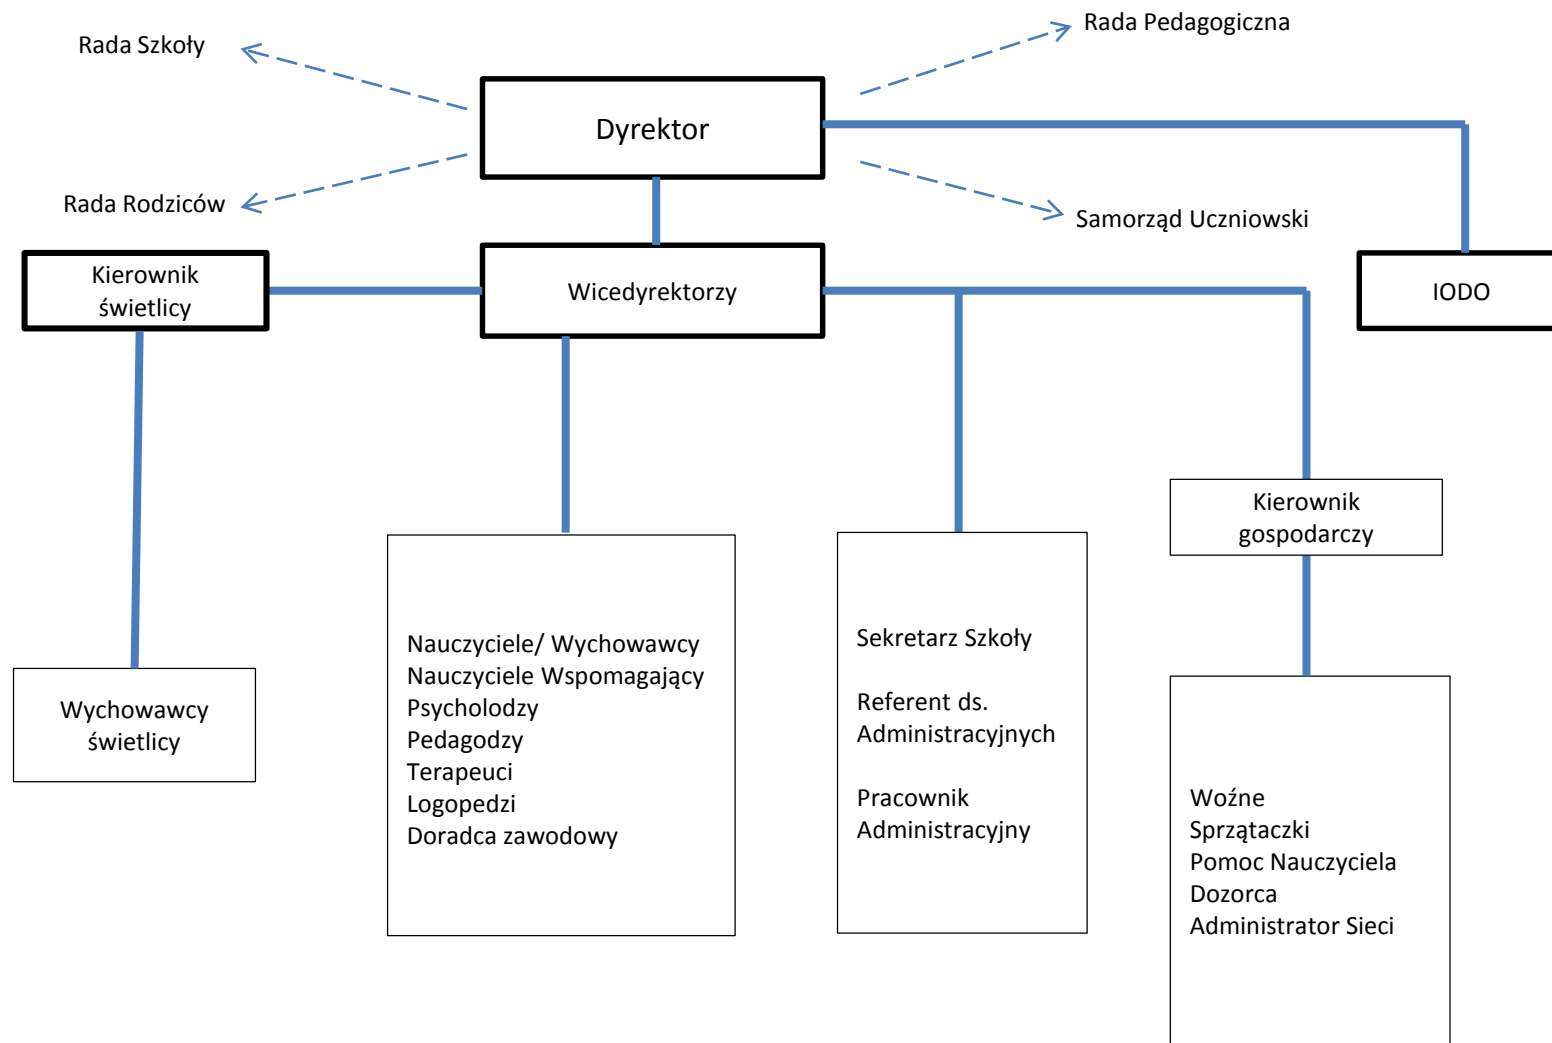 Rada Pedagogiczna
Rada Szkoły
Dyrektor
Rada Rodziców
Samorząd Uczniowski
Kierownik
świetlicy
Wicedyrektorzy
IODO
Kierownik
gospodarczy
Wychowawcy
świetlicy
Nauczyciele/ Wychowawcy
Nauczyciele Wspomagający
Psycholodzy
Pedagodzy
Terapeuci
Logopedzi
Doradca zawodowy
Sekretarz Szkoły
Referent ds.
Administracyjnych
Pracownik
Administracyjny
Woźne
Sprzątaczki
Pomoc Nauczyciela
Dozorca
Administrator Sieci